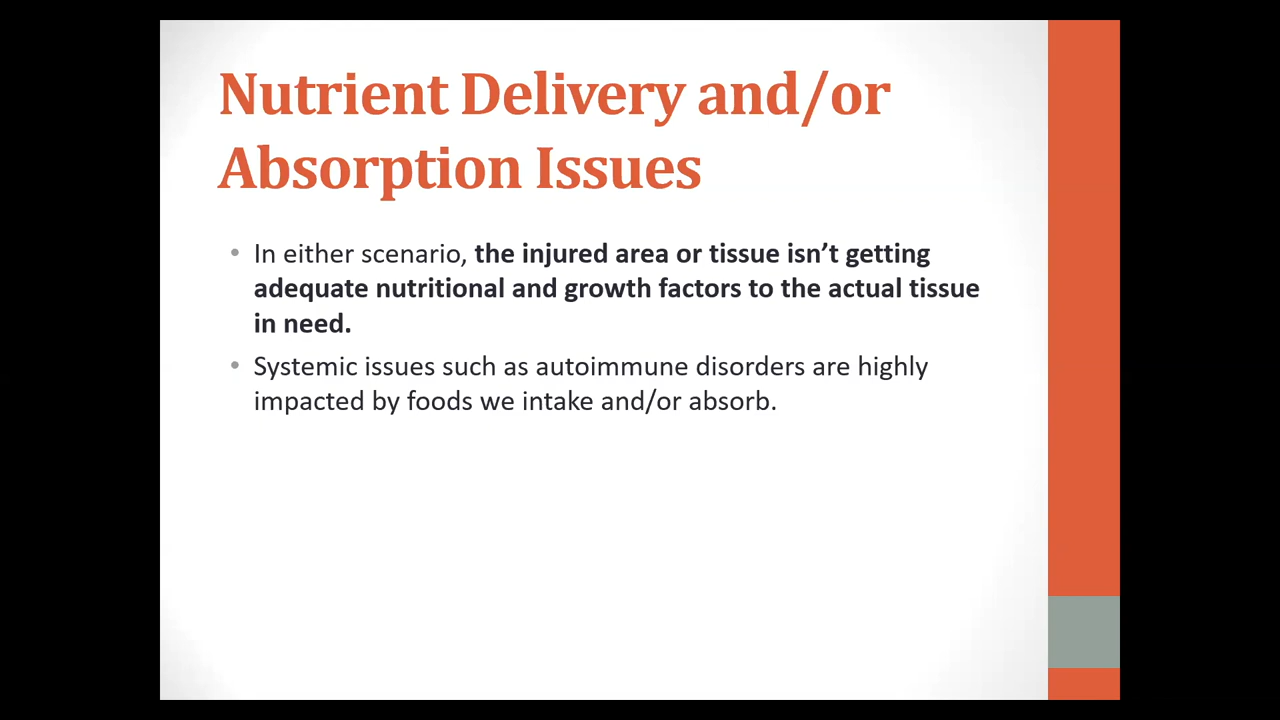 Nutrient Delivery and/or
Absorption Issues
• In either scenario, the injured area or tissue isn’t getting
adequate nutritional and growth factors to the actual tissue
in need.
• Systemic issues such as autoimmune disorders are highly
impacted by foods we intake and/or absorb.